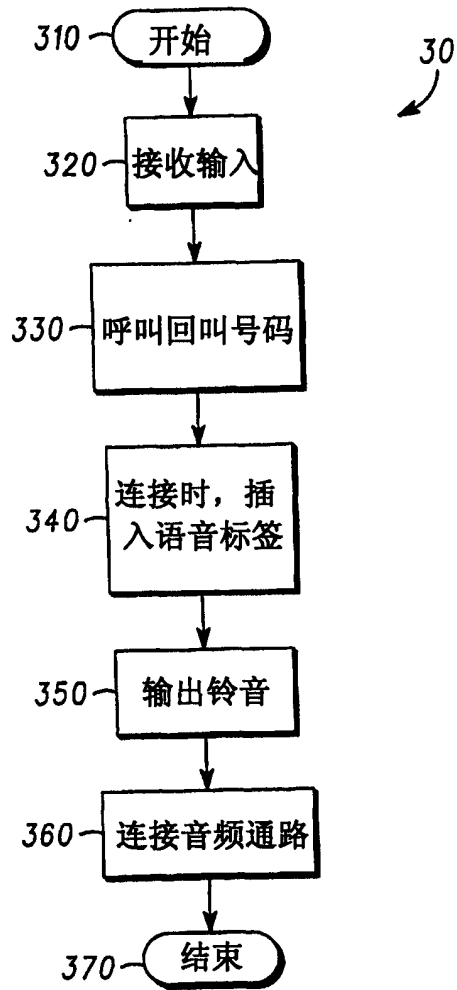 310
开始
30
320
接收输入
330
呼叫回叫号码
340
连接时，插
入语音标签
350
输出铃音
360
连接音频通路
370
结束